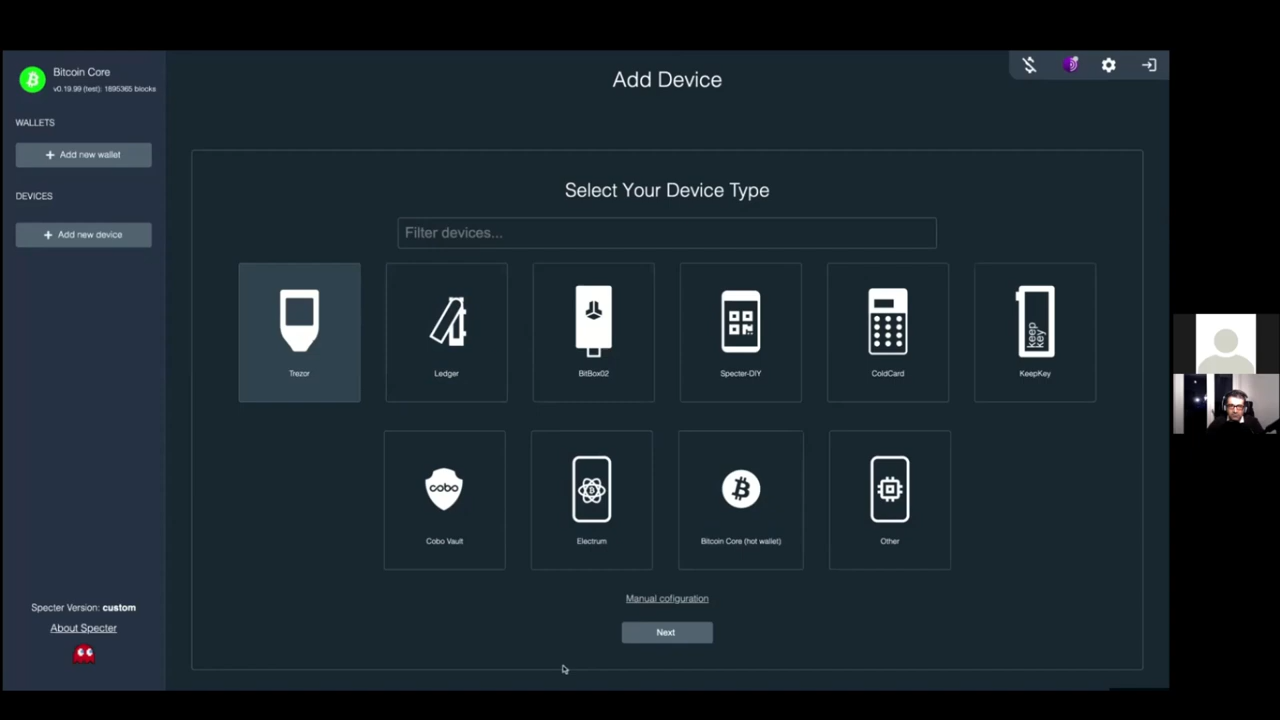 Bitcoin Core
v0.19.99 (test): 1895365 blocks
WALLETS
+ Add new wallet
DEVICES
+ Add new device
Specter Version: custom
About Specter
Add Device
Select Your Device Type
Filter devices...
Trezor
Ledger
BitBox02
Specter-DIY
ColdCard
keep
key
KeepKey
cobo
Cobo Vault
Electrum
Bitcoin Core (hot wallet)
Other
Manual cofiguration
Next